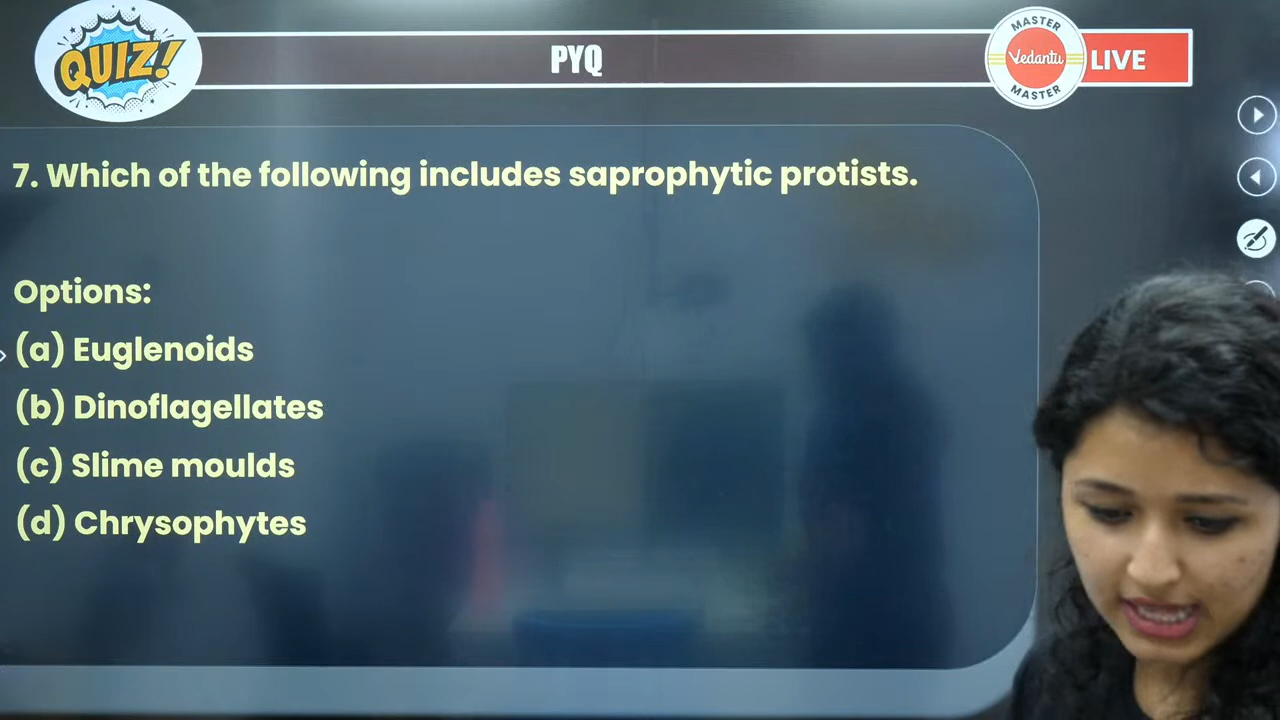 QUIZ!
PYQ
MASTER
Vedantu
MASTER
LIVE
7. Which of the following includes saprophytic protists.
Options:
(a) Euglenoids
(b) Dinoflagellates
(c) Slime moulds
(d) Chrysophytes